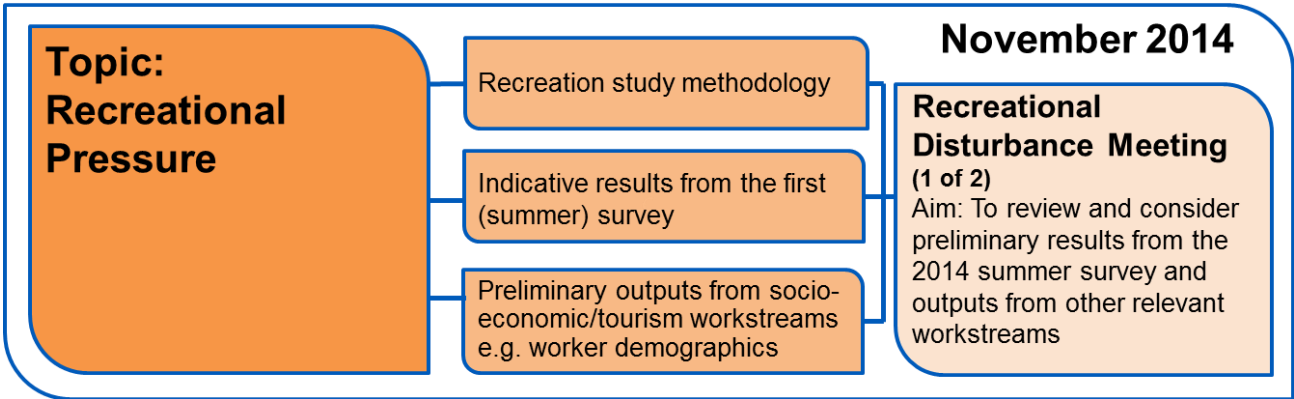 Topic:
Recreational
Pressure
Recreation study methodology
Indicative results from the first
(summer) survey
Preliminary outputs from socio-
economic/tourism workstreams
e.g. worker demographics
November 2014
Recreational
Disturbance Meeting
(1 of 2)
Aim: To review and consider
preliminary results from the
2014 summer survey and
outputs from other relevant
workstreams